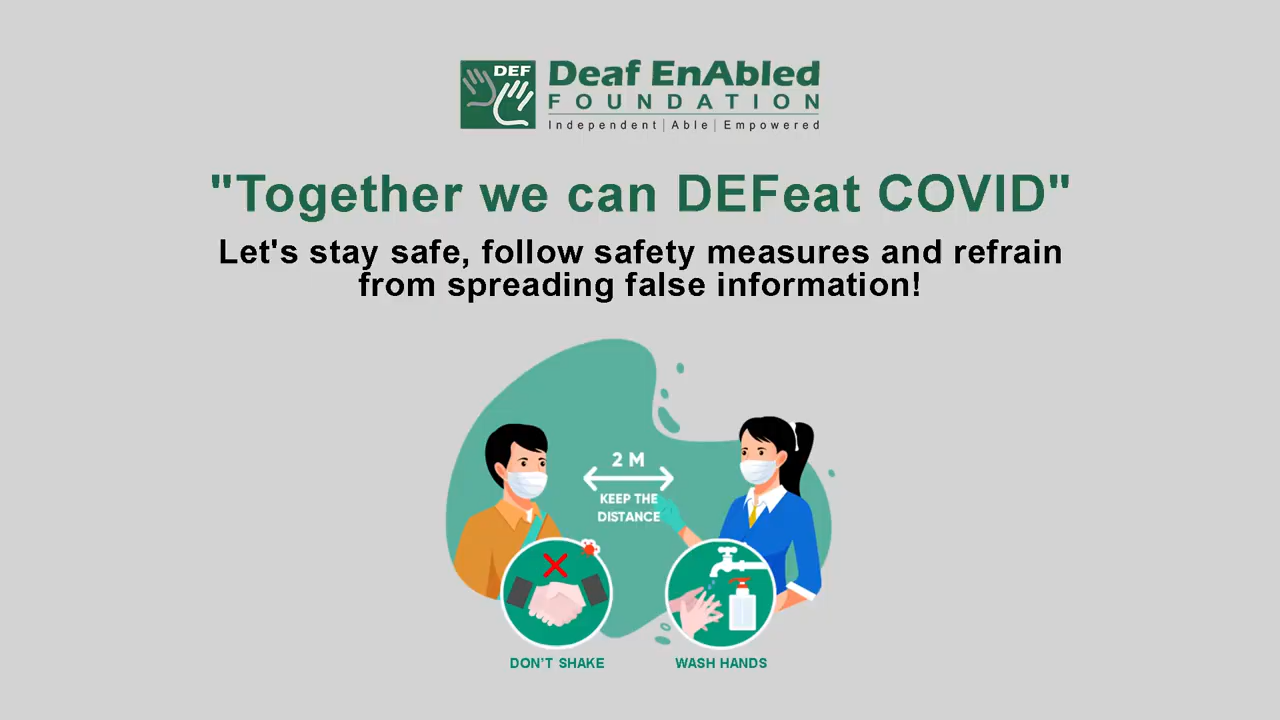 DEF
Deaf EnAbled
FOUNDATION
Independent | Able | Empowered
"Together we can DEFeat COVID"
Let's stay safe, follow safety measures and refrain
from spreading false information!
2 M
KEEP THE
DISTANCE
DON'T SHAKE
WASH HANDS